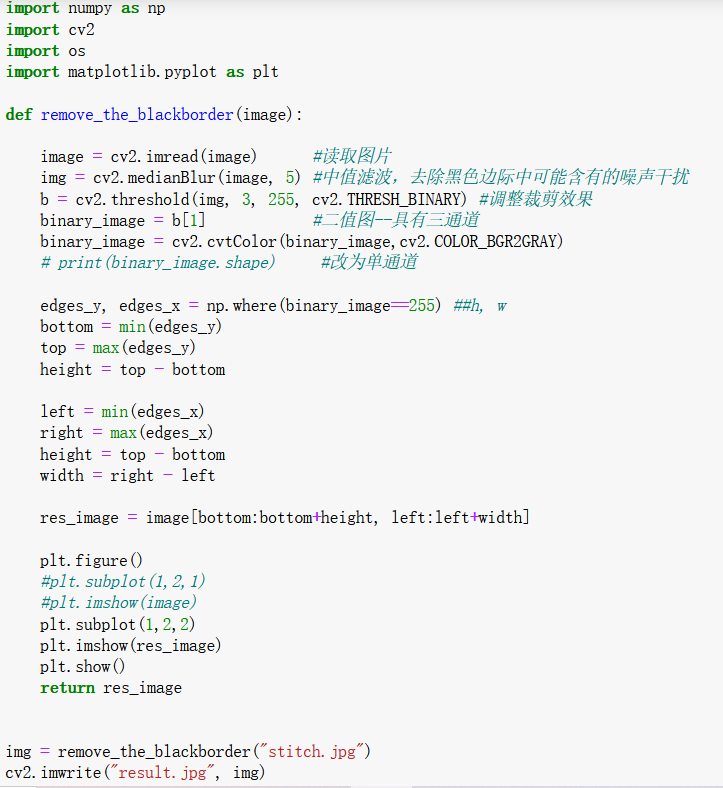 import numpy as np
import cv2
import os
import matplotlib.pyplot as plt

def remove_the_blackborder(image):

    image = cv2.imread(image)      #读取图片
    img = cv2.medianBlur(image, 5) #中值滤波，去除黑色边际中可能含有的噪声干扰
    b = cv2.threshold(img, 3, 255, cv2.THRESH_BINARY) #调整裁剪效果
    binary_image = b[1]            #二值图--具有三通道
    binary_image = cv2.cvtColor(binary_image,cv2.COLOR_BGR2GRAY)
    # print(binary_image.shape)     #改为单通道

    edges_y, edges_x = np.where(binary_image==255) ##h, w
    bottom = min(edges_y)
    top = max(edges_y)
    height = top - bottom

    left = min(edges_x)
    right = max(edges_x)
    height = top - bottom
    width = right - left

    res_image = image[bottom:bottom+height, left:left+width]

    plt.figure()
    #plt.subplot(1,2,1)
    #plt.imshow(image)
    plt.subplot(1,2,2)
    plt.imshow(res_image)
    plt.show()
    return res_image


img = remove_the_blackborder("stitch.jpg")
cv2.imwrite("result.jpg", img)